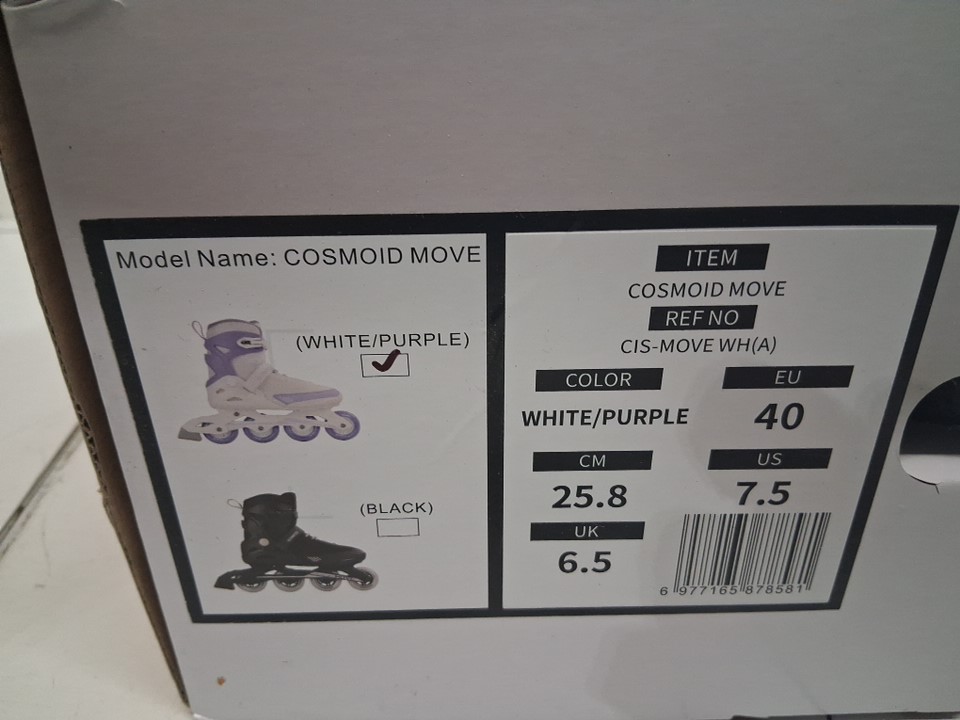 Model Name: COSMOID MOVE
(WHITE/PURPLE)
(BLACK)
ITEM
COSMOID MOVE
REF NO
CIS-MOVE WH(A)
COLOR
WHITE/PURPLE
EU
40
CM
25.8
US
7.5
UK
6.5
6 977165 878581